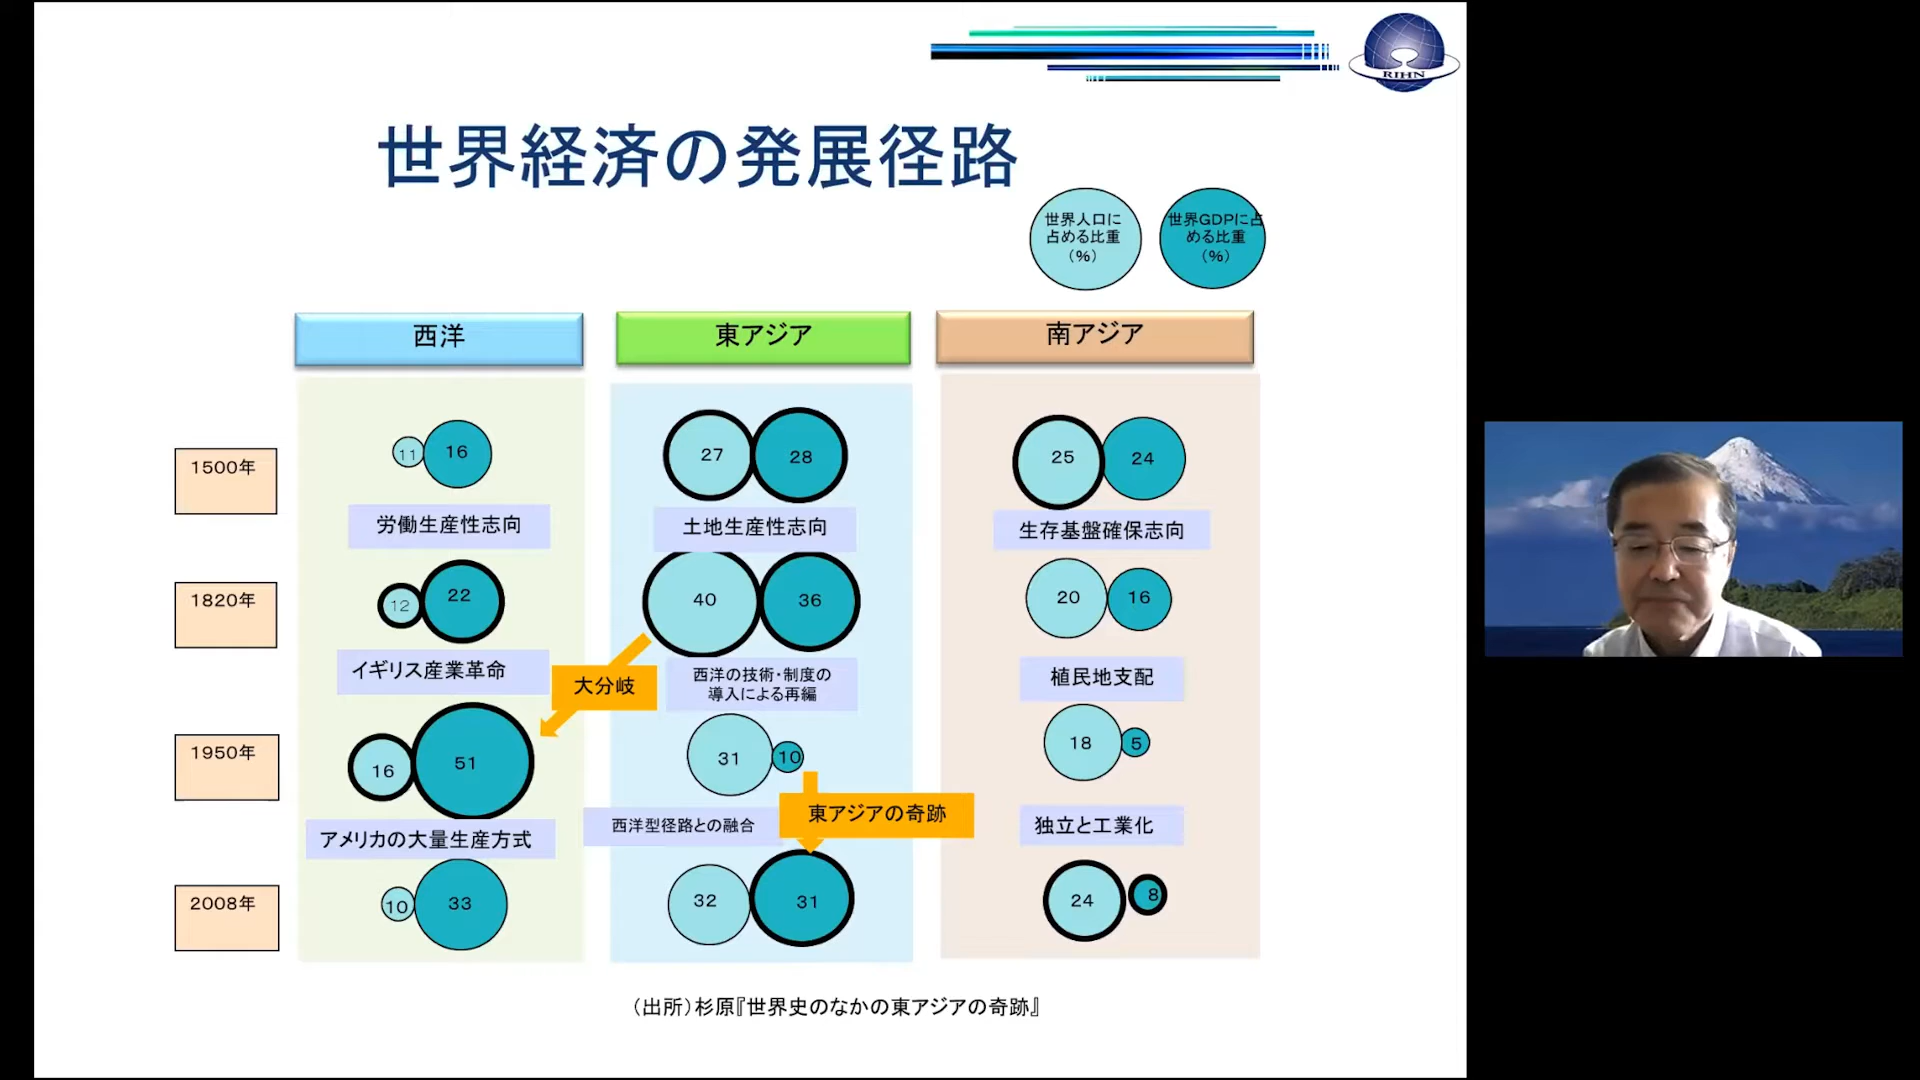 RIHN
世界経済の発展径路
世界人口に
占める比重
（%）
世界GDPに占
める比重
（%）
西洋
東アジア
南アジア
1500年
11
16
27
28
25
24
労働生産性志向
土地生産性志向
生存基盤確保志向
1820年
12
22
40
36
20
16
イギリス産業革命
大分岐
西洋の技術・制度の
導入による再編
植民地支配
1950年
16
51
31
10
18
5
アメリカの大量生産方式
西洋型径路との融合
東アジアの奇跡
独立と工業化
2008年
10
33
32
31
24
8
（出所）杉原『世界史のなかの東アジアの奇跡』